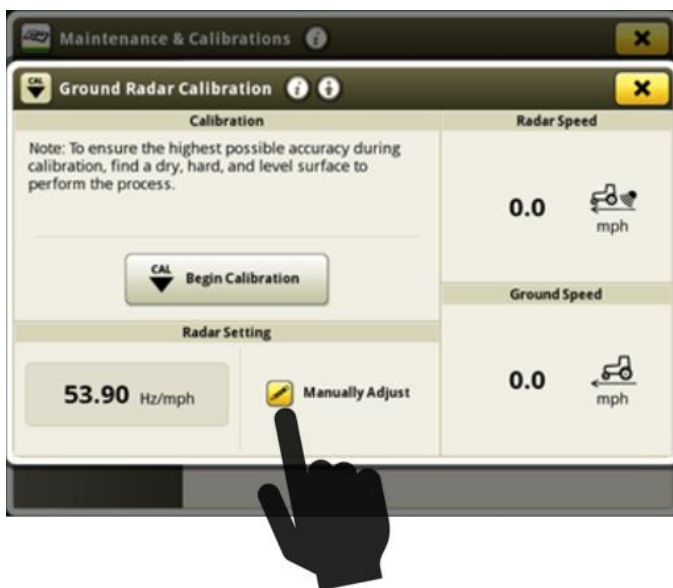 Maintenance & Calibrations i
CAL Ground Radar Calibration i
Calibration
Note: To ensure the highest possible accuracy during
calibration, find a dry, hard, and level surface to
perform the process.
CAL Begin Calibration
Radar Setting
53.90 Hz/mph
Manually Adjust
Radar Speed
0.0 mph
Ground Speed
0.0 mph